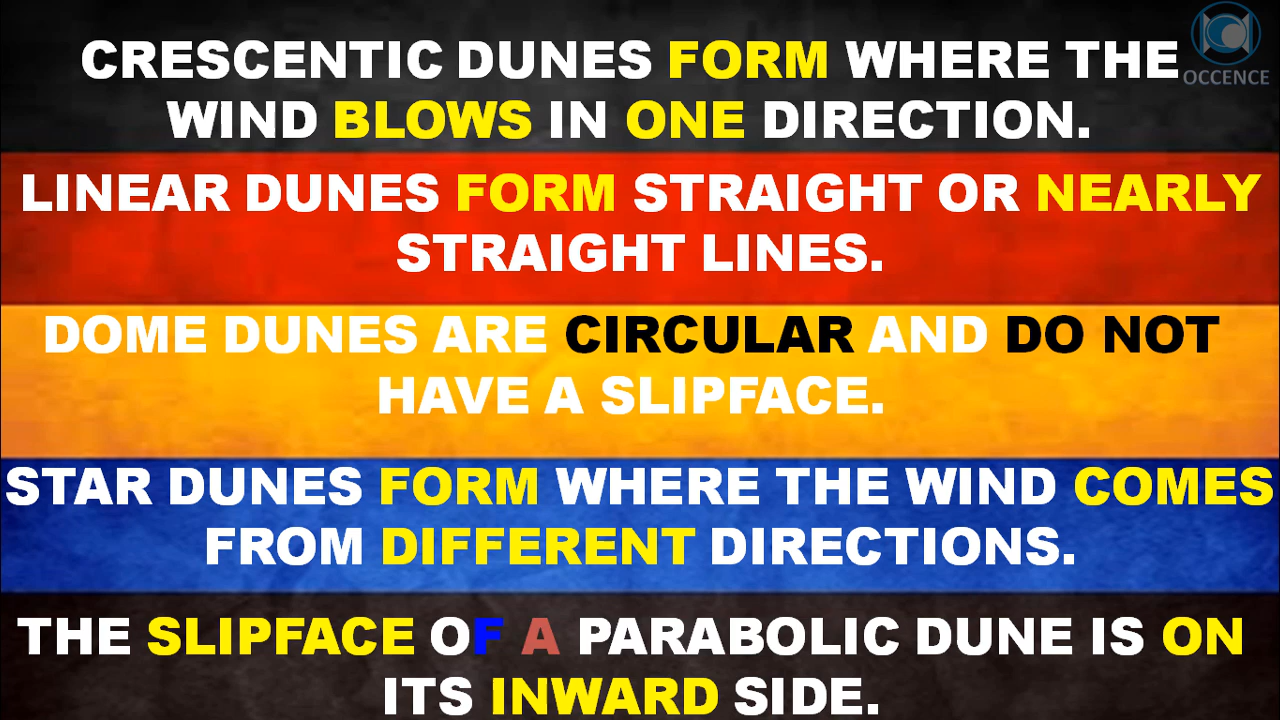 CRESCENTIC DUNES FORM WHERE THE
WIND BLOWS IN ONE DIRECTION.
OCCENCE
LINEAR DUNES FORM STRAIGHT OR NEARLY
STRAIGHT LINES.
DOME DUNES ARE CIRCULAR AND DO NOT
HAVE A SLIPFACE.
STAR DUNES FORM WHERE THE WIND COMES
FROM DIFFERENT DIRECTIONS.
THE SLIPFACE OF A PARABOLIC DUNE IS ON
ITS INWARD SIDE.